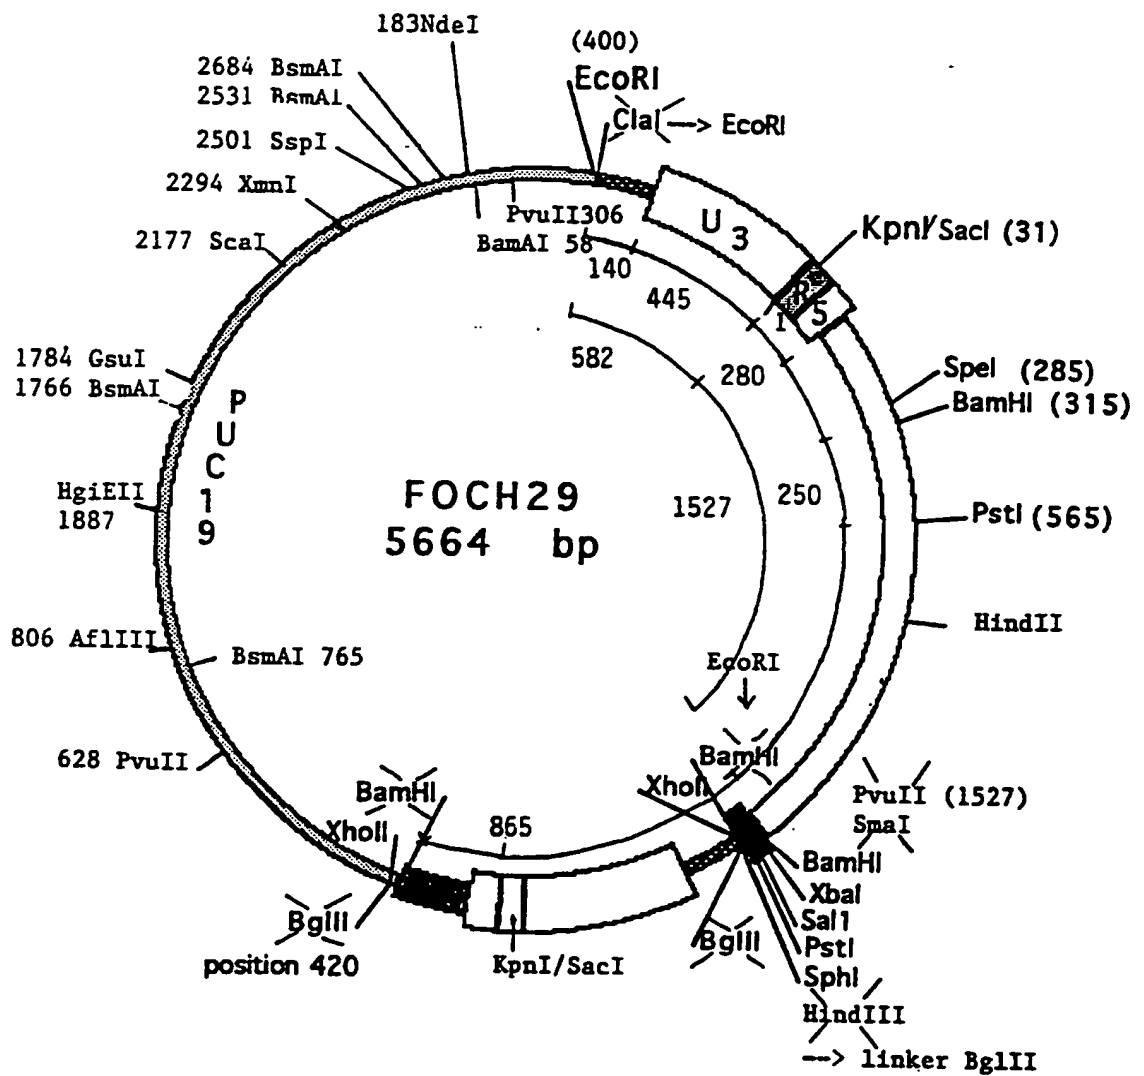 183NdeI
(400)
EcoRI
2684 BsmAI
2531 BsmAI
ClaI --> EcoRI
2501 SspI
2294 XmnI
PvuII306
U 3
KpnI/SacI (31)
2177 ScaI
BamAI 58
140
R
445
1 5
582
280
1784 GsuI
1766 BsmAI
SpeI (285)
BamHI (315)
PUC19
HgiEII
1887
FOCH29
1527
250
PstI (565)
5664 bp
HindII
806 AflIII
BsmAI 765
EcoRI
628 PvuII
BamHI
BamHI
XhoII
PvuII (1527)
SmaI
XhoII
865
BamHI
XbaI
Sal1
BglII
BglII
PstI
position 420
KpnI/SacI
SphI
HindIII
--> linker BglII